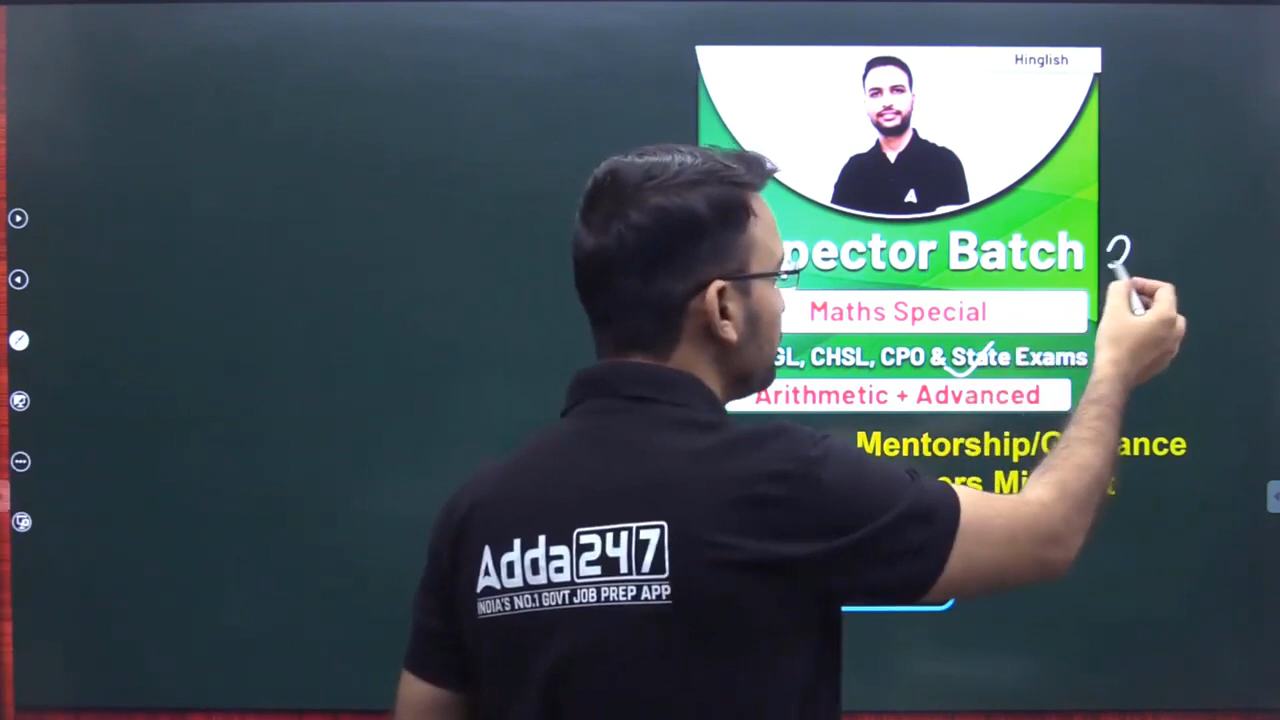 Hinglish
pector Batch 2
Maths Special
GL, CHSL, CPO & State Exams
Arithmetic + Advanced
Mentorship/
Adda247
INDIA'S NO.1 GOVT JOB PREP APP